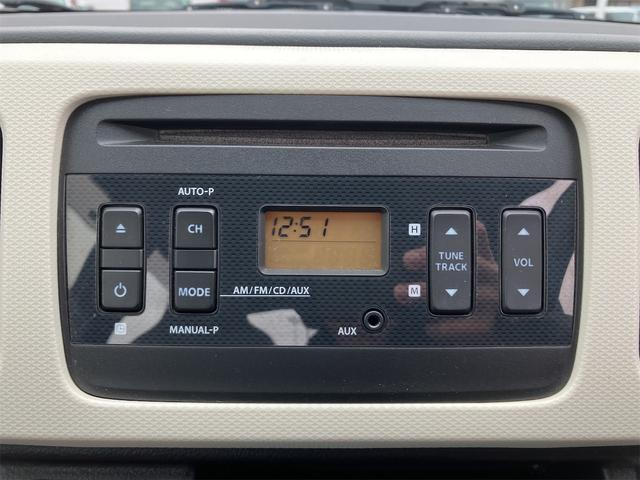 AUTO-P
CH
12:51
H
TUNE
TRACK
VOL
MODE
AM/FM/CD/AUX
M
MANUAL-P
AUX